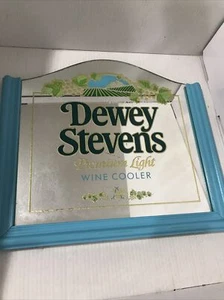 Dewey
Stevens
Premium Light
WINE COOLER